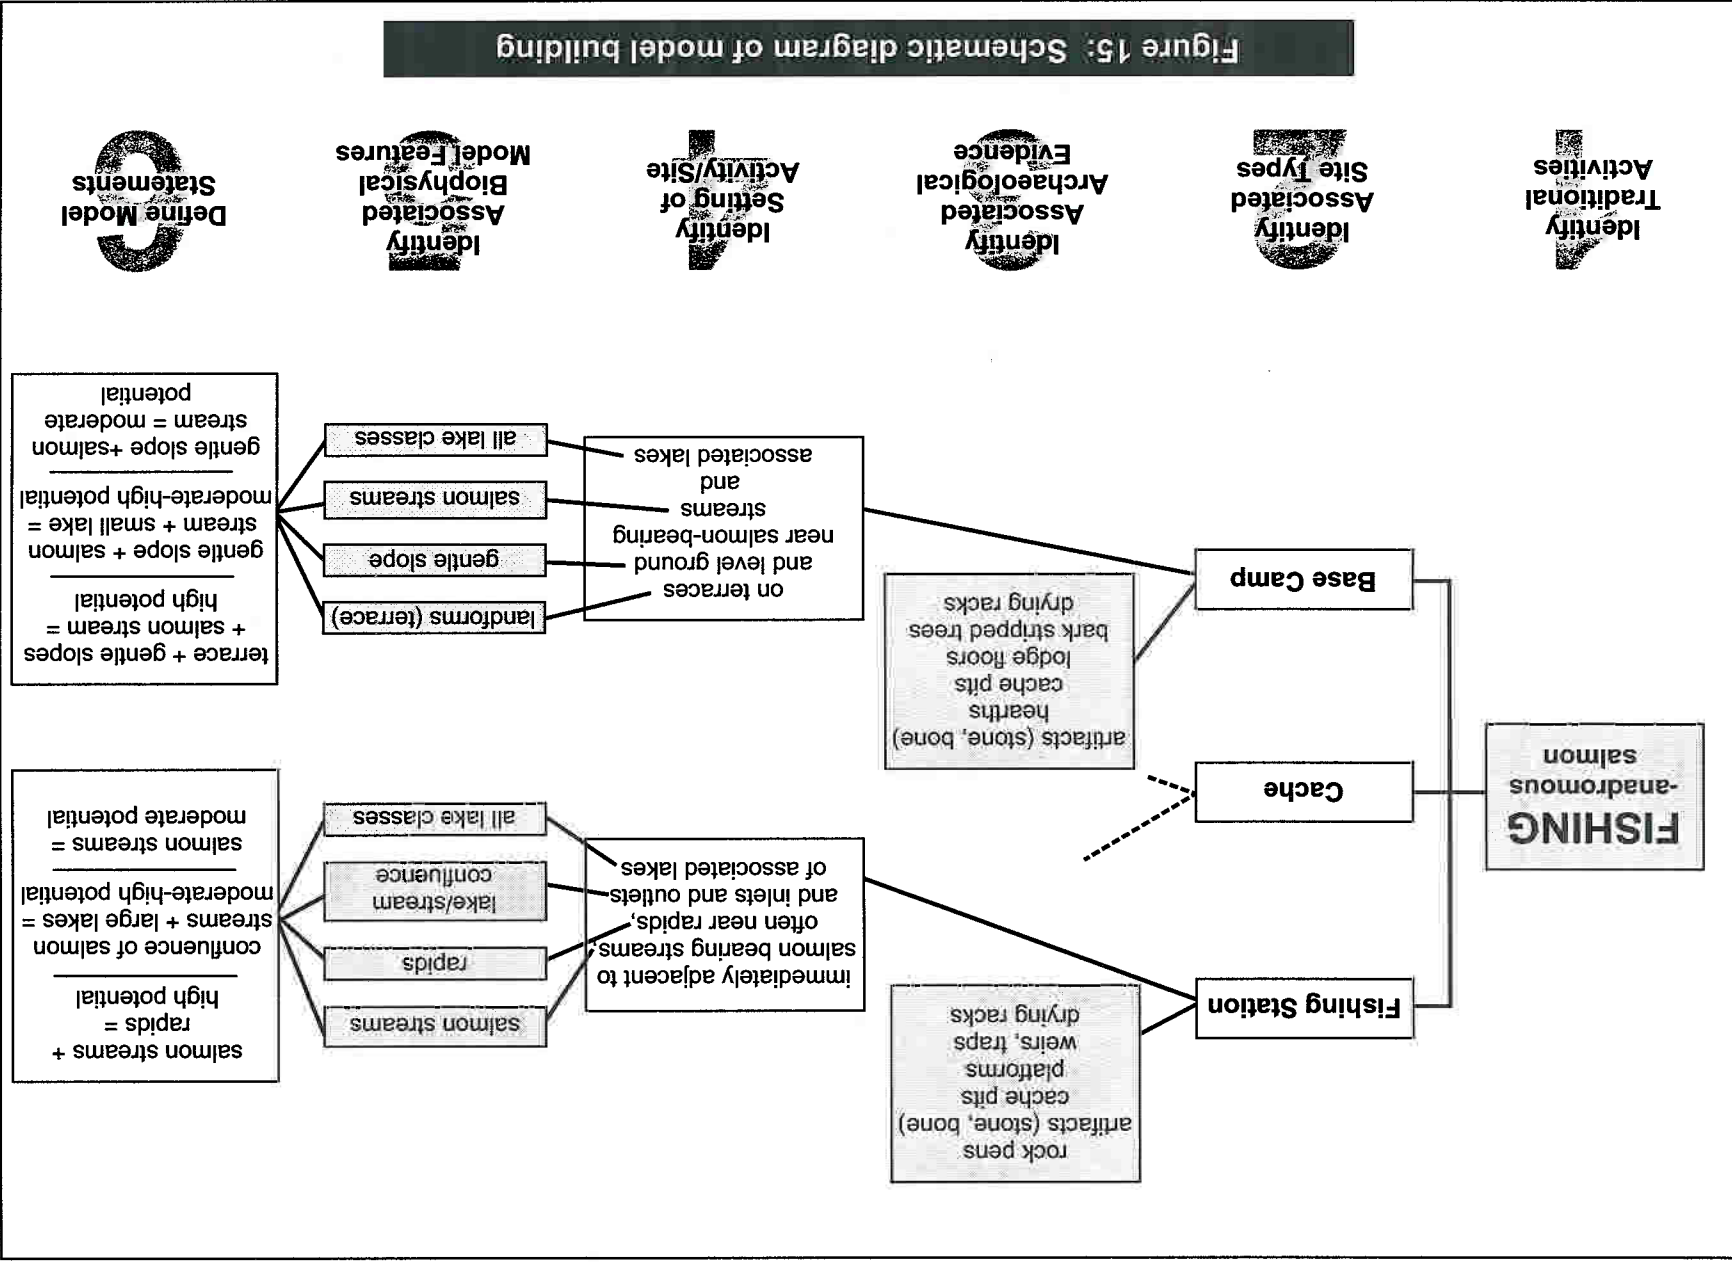 FISHING
-anadromous
salmon
Fishing Station
Cache
Base Camp
rock pens
artifacts (stone, bone)
cache pits
platforms
weirs, traps
drying racks
artifacts (stone, bone)
hearths
cache pits
lodge floors
bark stripped trees
drying racks
immediately adjacent to
salmon bearing streams,
often near rapids,
and inlets and outlets
of associated lakes
on terraces
and level ground
near salmon-bearing
streams
and
associated lakes
salmon streams
rapids
lake/stream
confluence
all lake classes
landforms (terrace)
gentle slope
salmon streams
all lake classes
salmon streams +
rapids =
high potential
confluence of salmon
streams + large lakes =
moderate-high potential
salmon streams =
moderate potential
terrace + gentle slopes
+ salmon stream =
high potential
gentle slope + salmon
stream + small lake =
moderate-high potential
gentle slope +salmon
stream = moderate
potential
1
Identify
Traditional
Activities
2
Identify
Associated
Site Types
3
Identify
Associated
Archaeological
Evidence
4
Identify
Setting of
Activity/Site
5
Identify
Associated
Biophysical
Model Features
6
Define Model
Statements
Figure 15: Schematic diagram of model building